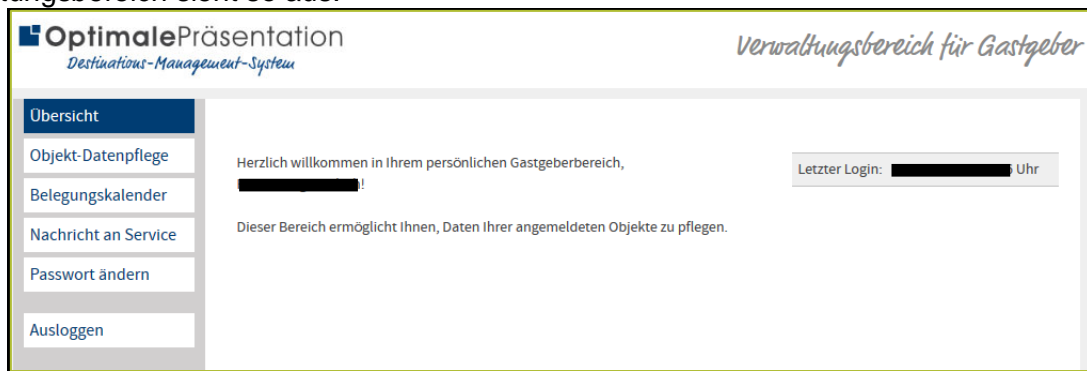 OptimalePräsentation
Destinations-Management-System
Verwaltungsbereich für Gastgeber
Übersicht
Objekt-Datenpflege
Belegungskalender
Nachricht an Service
Passwort ändern
Ausloggen
Herzlich willkommen in Ihrem persönlichen Gastgeberbereich,
!
Dieser Bereich ermöglicht Ihnen, Daten Ihrer angemeldeten Objekte zu pflegen.
Letzter Login: Uhr